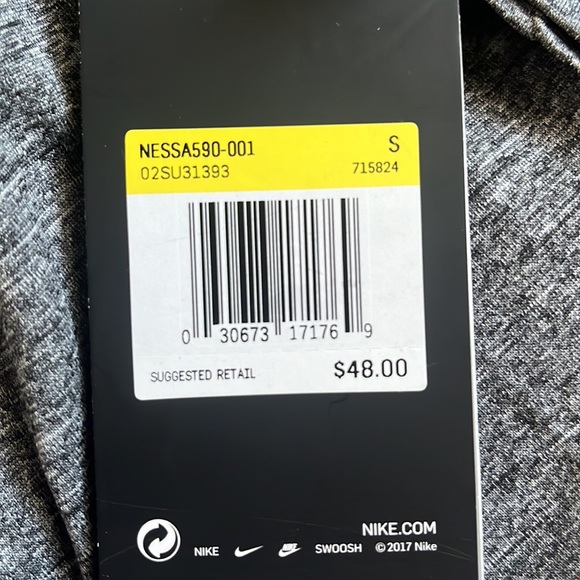 NESSA590-001 S
02SU31393 715824
0 30673 17176 9
SUGGESTED RETAIL $48.00
NIKE.COM
NIKE SWOOSH © 2017 Nike